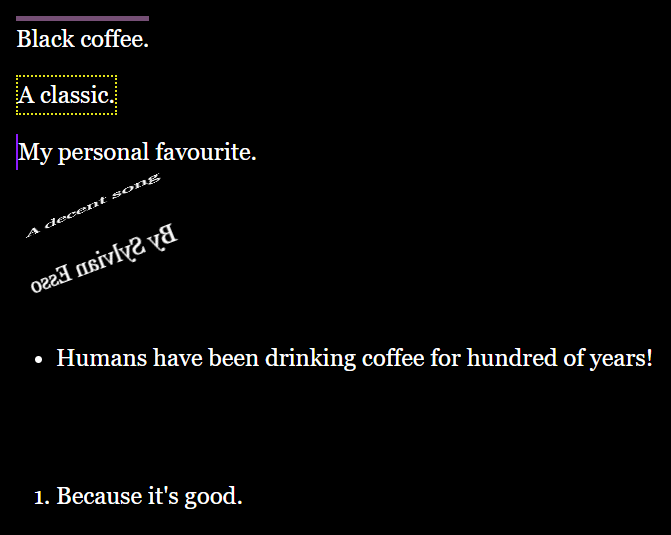 Black coffee.
A classic.
My personal favourite.
A decent song
By Sylvian Esso
• Humans have been drinking coffee for hundred of years!
1. Because it's good.